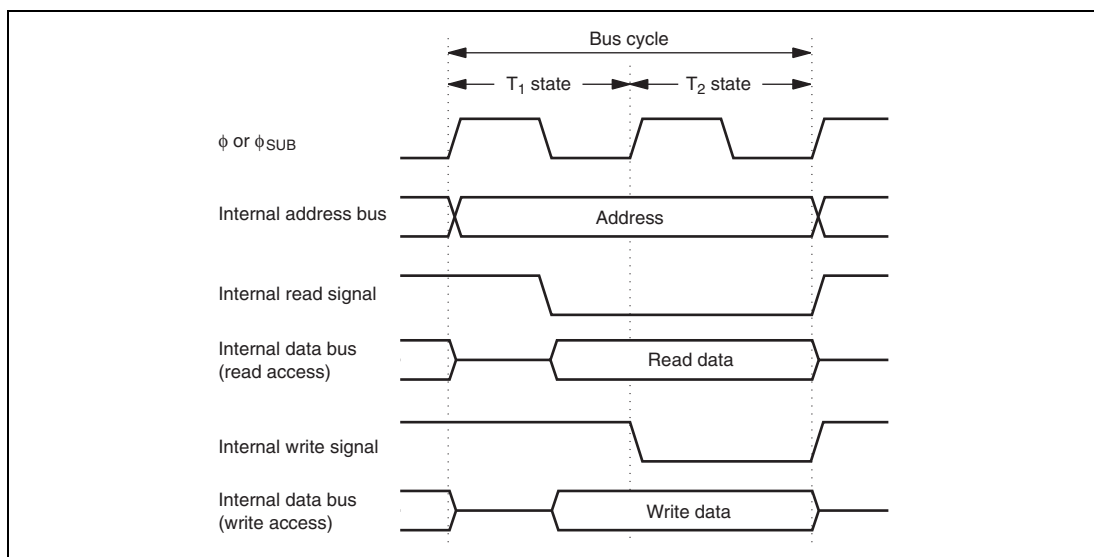 Bus cycle
T₁ state
T₂ state
ϕ or ϕSUB
Internal address bus
Address
Internal read signal
Internal data bus
(read access)
Read data
Internal write signal
Internal data bus
(write access)
Write data